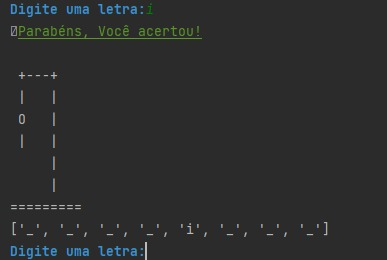 Digite uma letra:i
Parabéns, Você acertou!
+---+
|   |
O   |
|   |
    |
    |
=========
['_', '_', '_', '_', 'i', '_', '_', '_']
Digite uma letra: